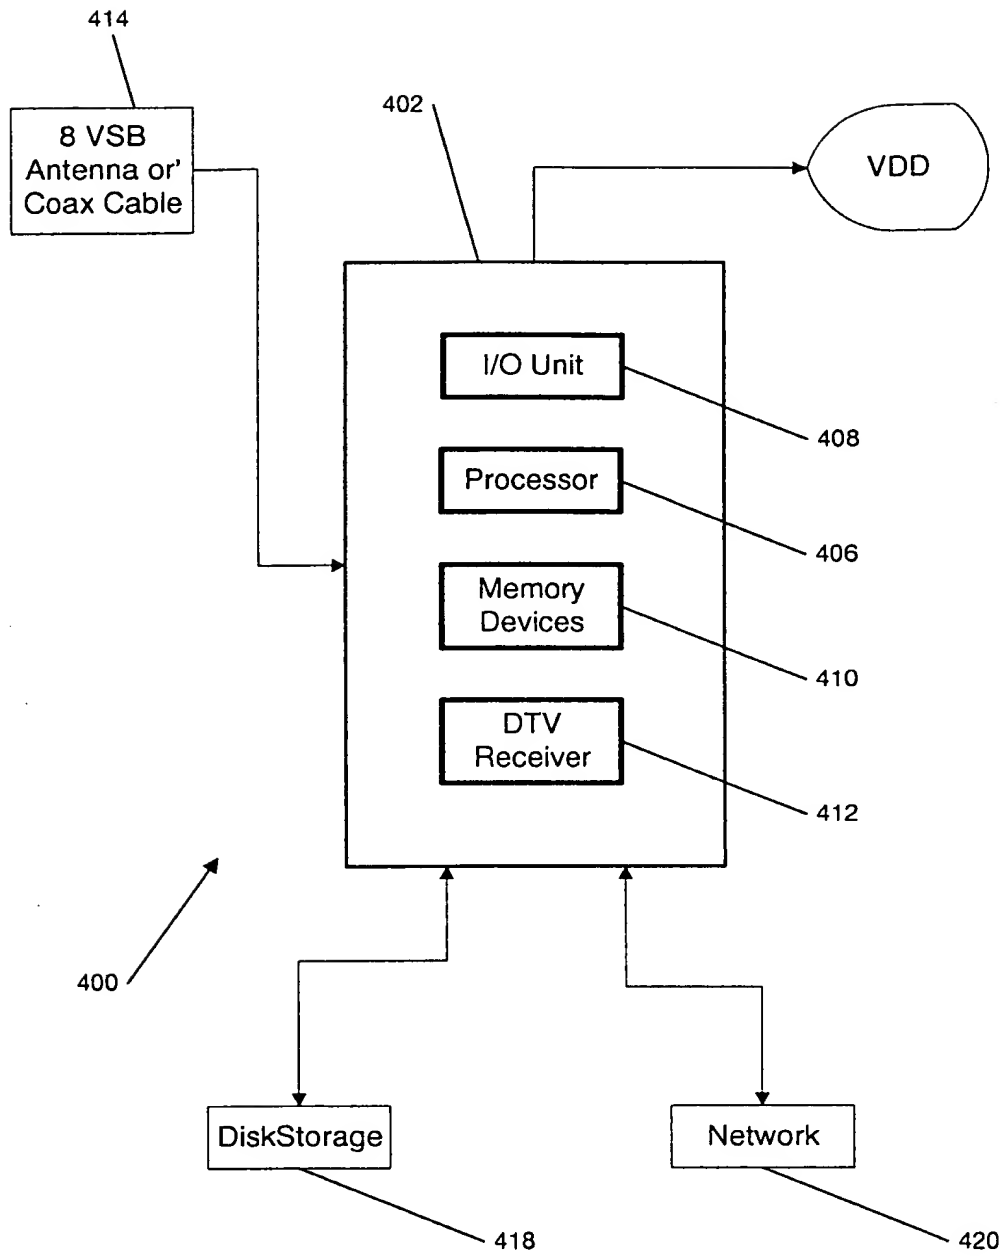 414
8 VSB
Antenna or'
Coax Cable
402
VDD
I/O Unit
408
Processor
406
Memory
Devices
410
DTV
Receiver
412
400
DiskStorage
418
Network
420